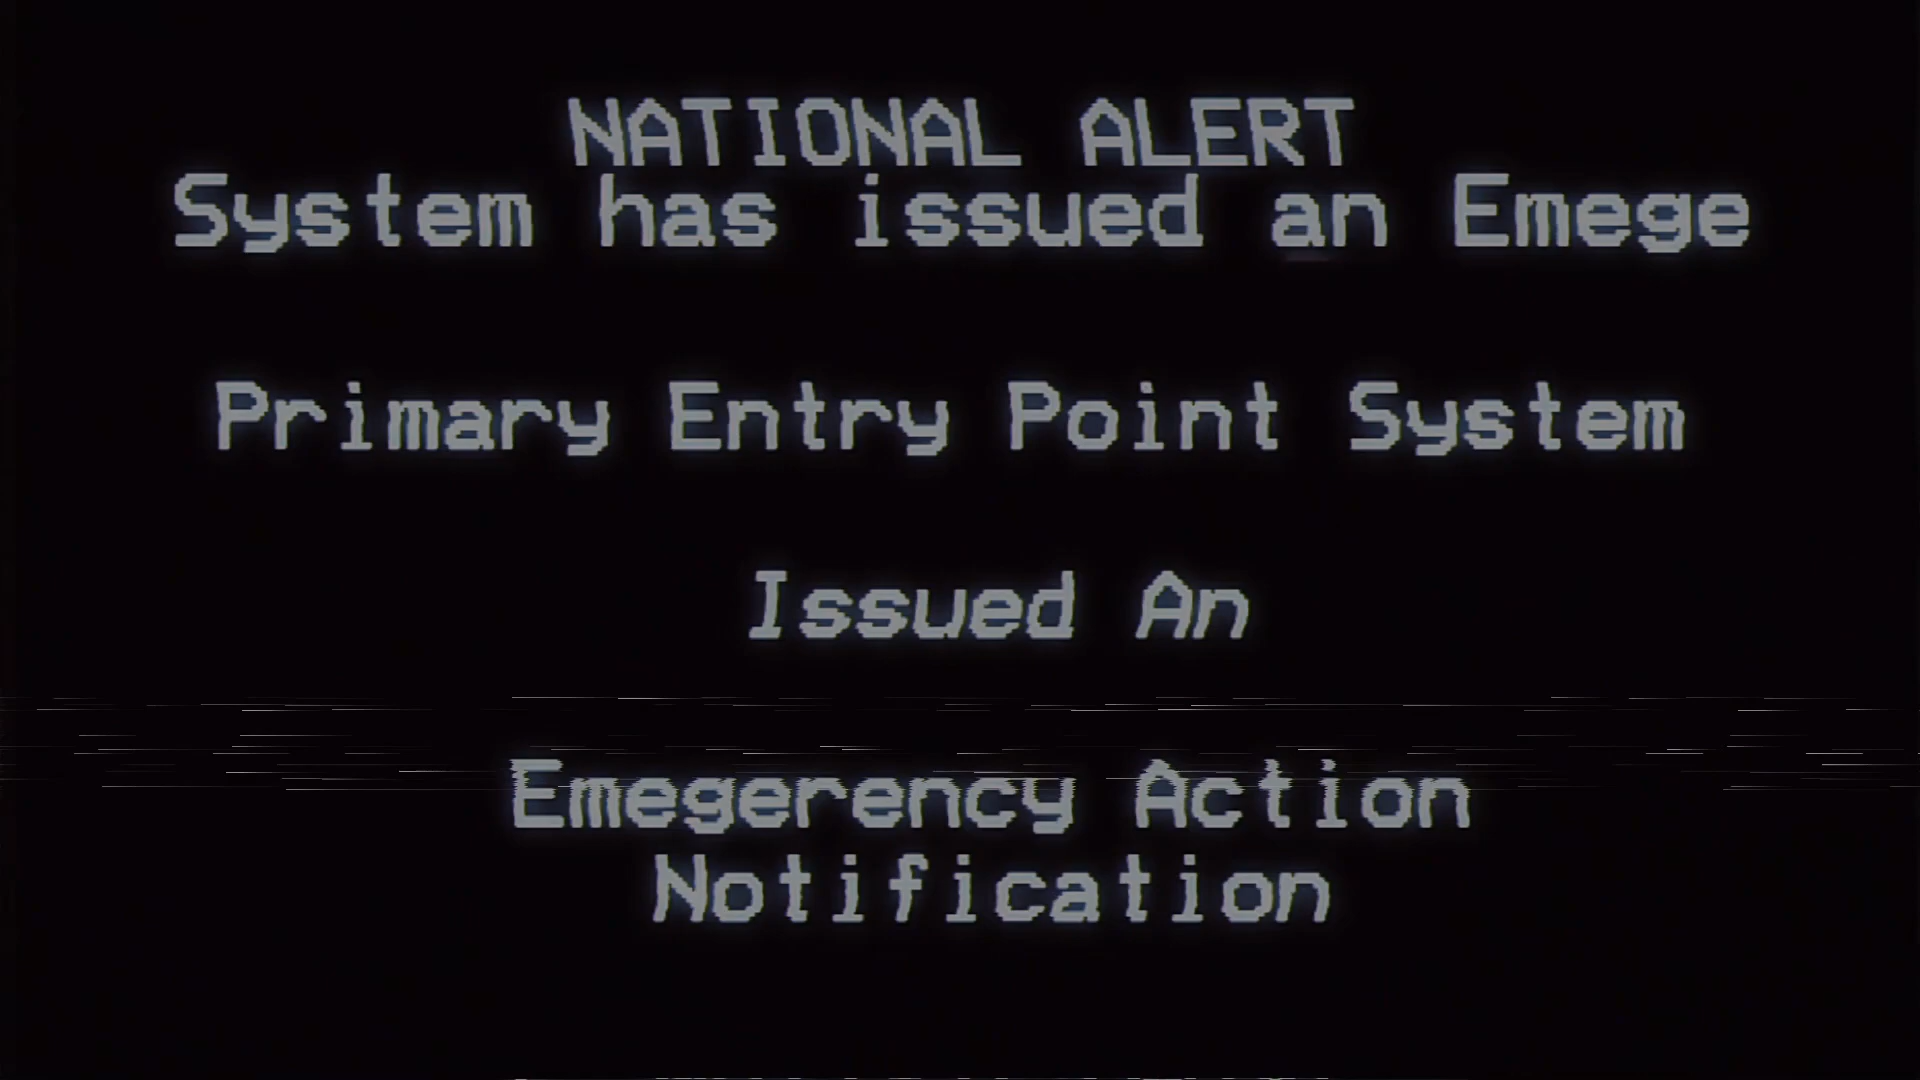 NATIONAL ALERT
System has issued an Emege
Primary Entry Point System
Issued An
Emegerency Action
Notification